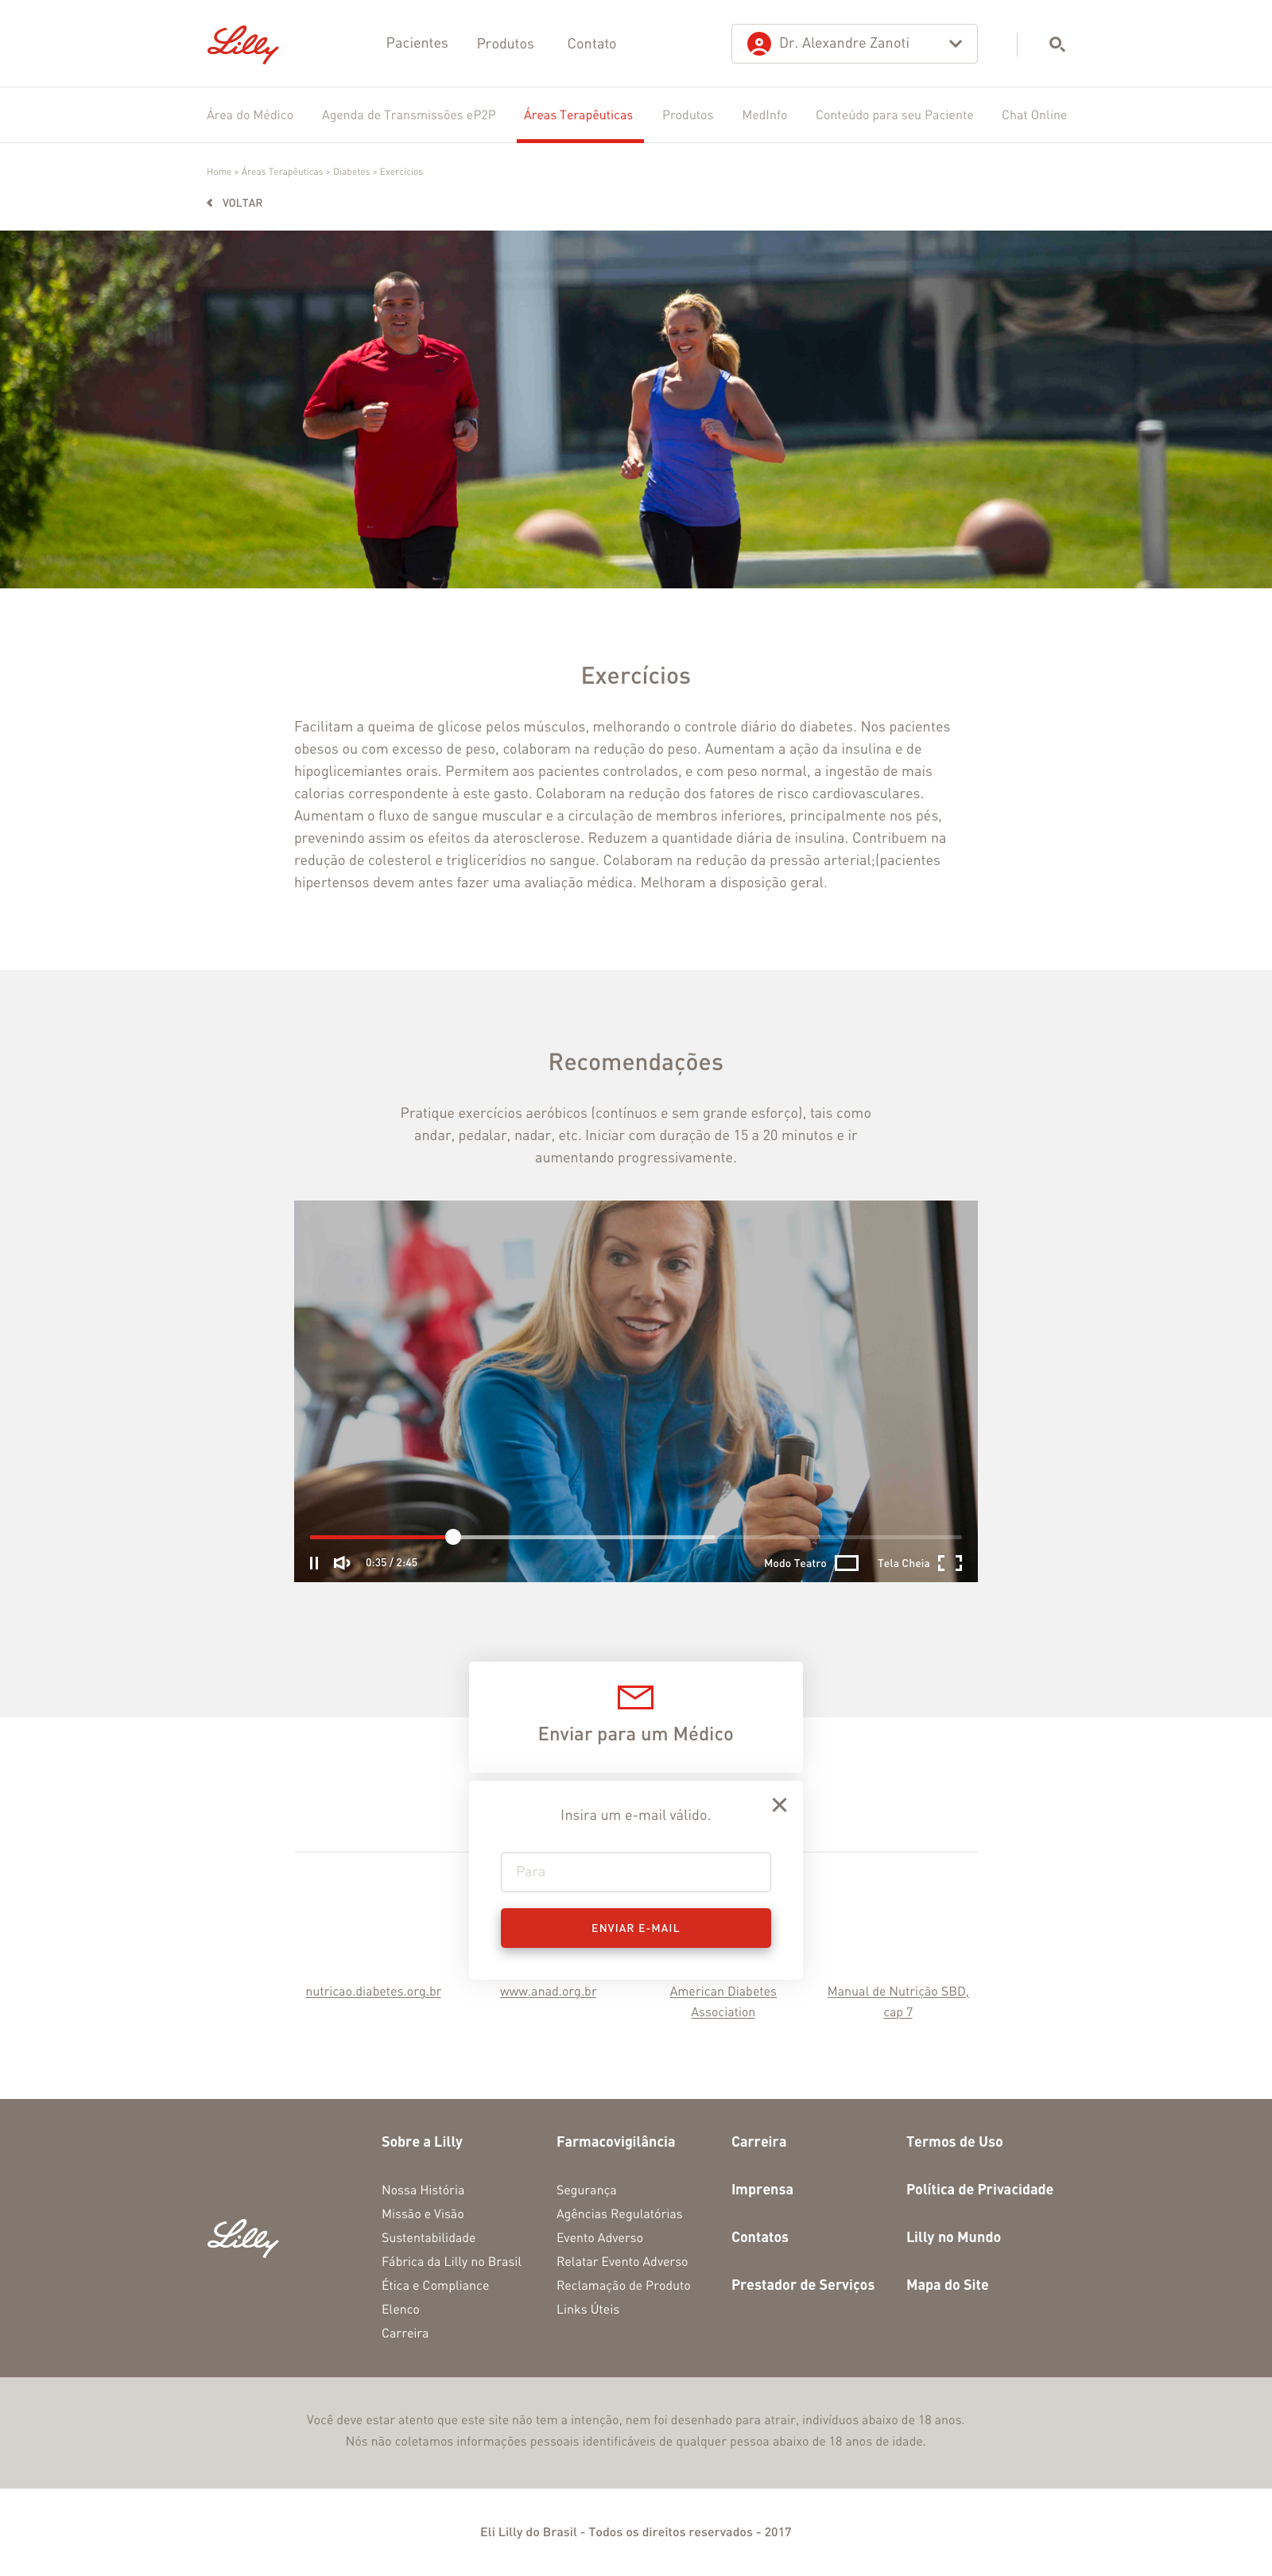 Lilly
Pacientes
Produtos
Contato
Dr. Alexandre Zanoti
Área do Médico
Agenda de Transmissões eP2P
Áreas Terapêuticas
Produtos
MedInfo
Conteúdo para seu Paciente
Chat Online
Home > Áreas Terapêuticas > Diabetes > Exercícios
VOLTAR
Exercícios
Facilitam a queima de glicose pelos músculos, melhorando o controle diário do diabetes. Nos pacientes
obesos ou com excesso de peso, colaboram na redução do peso. Aumentam a ação da insulina e de
hipoglicemiantes orais. Permitem aos pacientes controlados, e com peso normal, a ingestão de mais
calorias correspondente à este gasto. Colaboram na redução dos fatores de risco cardiovasculares.
Aumentam o fluxo de sangue muscular e a circulação de membros inferiores, principalmente nos pés,
prevenindo assim os efeitos da aterosclerose. Reduzem a quantidade diária de insulina. Contribuem na
redução de colesterol e triglicerídios no sangue. Colaboram na redução da pressão arterial;(pacientes
hipertensos devem antes fazer uma avaliação médica. Melhoram a disposição geral.
Recomendações
Pratique exercícios aeróbicos (contínuos e sem grande esforço), tais como
andar, pedalar, nadar, etc. Iniciar com duração de 15 a 20 minutos e ir
aumentando progressivamente.
0:35 / 2:45
Modo Teatro
Tela Cheia
Enviar para um Médico
Insira um e-mail válido.
Para
ENVIAR E-MAIL
nutricao.diabetes.org.br
www.anad.org.br
American Diabetes
Association
Manual de Nutrição SBD,
cap 7
Lilly
Sobre a Lilly
Nossa História
Missão e Visão
Sustentabilidade
Fábrica da Lilly no Brasil
Ética e Compliance
Elenco
Carreira
Farmacovigilância
Segurança
Agências Regulatórias
Evento Adverso
Relatar Evento Adverso
Reclamação de Produto
Links Úteis
Carreira
Imprensa
Contatos
Prestador de Serviços
Termos de Uso
Política de Privacidade
Lilly no Mundo
Mapa do Site
Você deve estar atento que este site não tem a intenção, nem foi desenhado para atrair, indivíduos abaixo de 18 anos.
Nós não coletamos informações pessoais identificáveis de qualquer pessoa abaixo de 18 anos de idade.
Eli Lilly do Brasil - Todos os direitos reservados - 2017